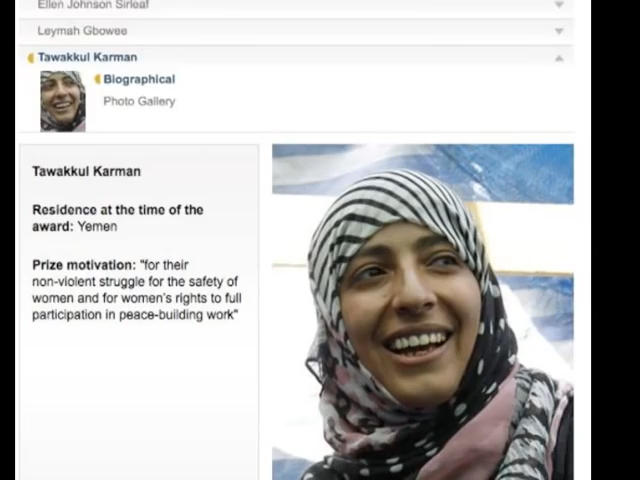 Ellen Johnson Sirleaf
Leymah Gbowee
Tawakkul Karman
Biographical
Photo Gallery
Tawakkul Karman
Residence at the time of the
award: Yemen
Prize motivation: "for their
non-violent struggle for the safety of
women and for women's rights to full
participation in peace-building work"